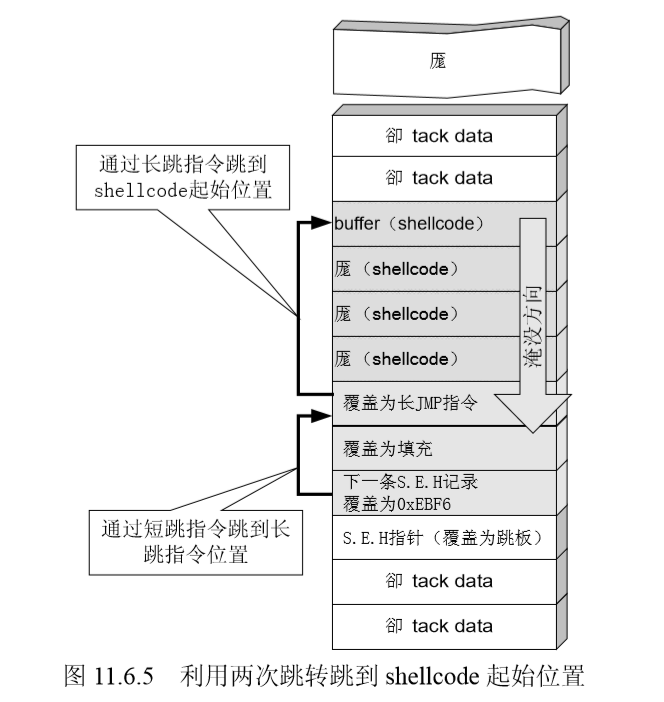 厖
卻 tack data
卻 tack data
通过长跳指令跳到
shellcode起始位置
buffer（shellcode）
厖（shellcode）
厖（shellcode）
厖（shellcode）
淹没方向
覆盖为长JMP指令
覆盖为填充
下一条S.E.H记录
覆盖为0xEBF6
通过短跳指令跳到长
跳指令位置
S.E.H指针（覆盖为跳板）
卻 tack data
卻 tack data
图 11.6.5 利用两次跳转跳到 shellcode 起始位置